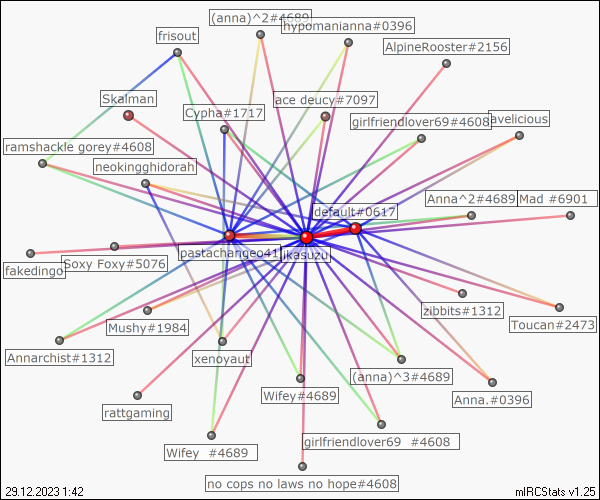 (anna)^2#4689
hypomanianna#0396
frisout
AlpineRooster#2156
Skalman
ace deucy#7097
Cypha#1717
girlfriendlover69#4608
avelicious
ramshackle gorey#4608
neokingghidorah
Anna^2#4689
Mad #6901
default#0617
pastachangeo41
ikasuzu
fakedingo
Soxy Foxy#5076
Mushy#1984
zibbits#1312
Toucan#2473
Annarchist#1312
xenoyaut
(anna)^3#4689
Wifey#4689
Anna.#0396
rattgaming
Wifey #4689
girlfriendlover69 #4608
no cops no laws no hope#4608
29.12.2023 1:42
mIRCStats v1.25